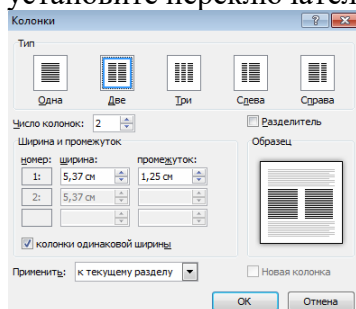 установите переключател
Колонки
Тип
Одна Две Три Слева Справа
Число колонок: 2 Разделитель
Ширина и промежуток Образец
номер: ширина: промежуток:
1: 5,37 см 1,25 см
2: 5,37 см
колонки одинаковой ширины
Применить: к текущему разделу Новая колонка
ОК Отмена